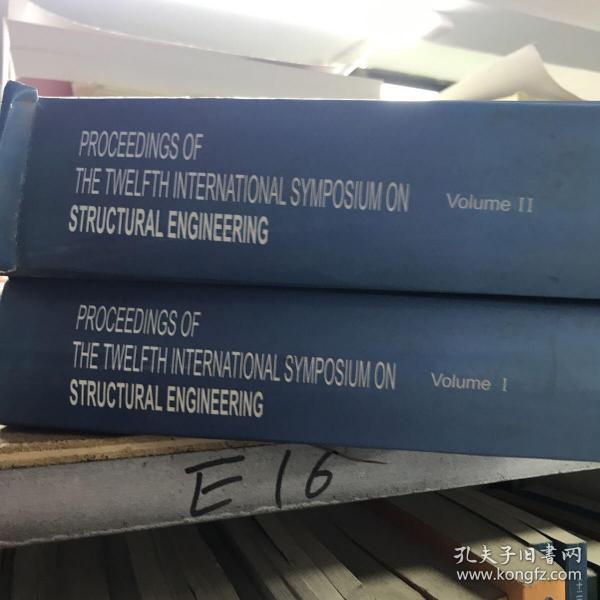 PROCEEDINGS OF
THE TWELFTH INTERNATIONAL SYMPOSIUM ON Volume II
STRUCTURAL ENGINEERING
PROCEEDINGS OF
THE TWELFTH INTERNATIONAL SYMPOSIUM ON Volume I
STRUCTURAL ENGINEERING
E16
孔夫子旧书网
www.kongfz.com